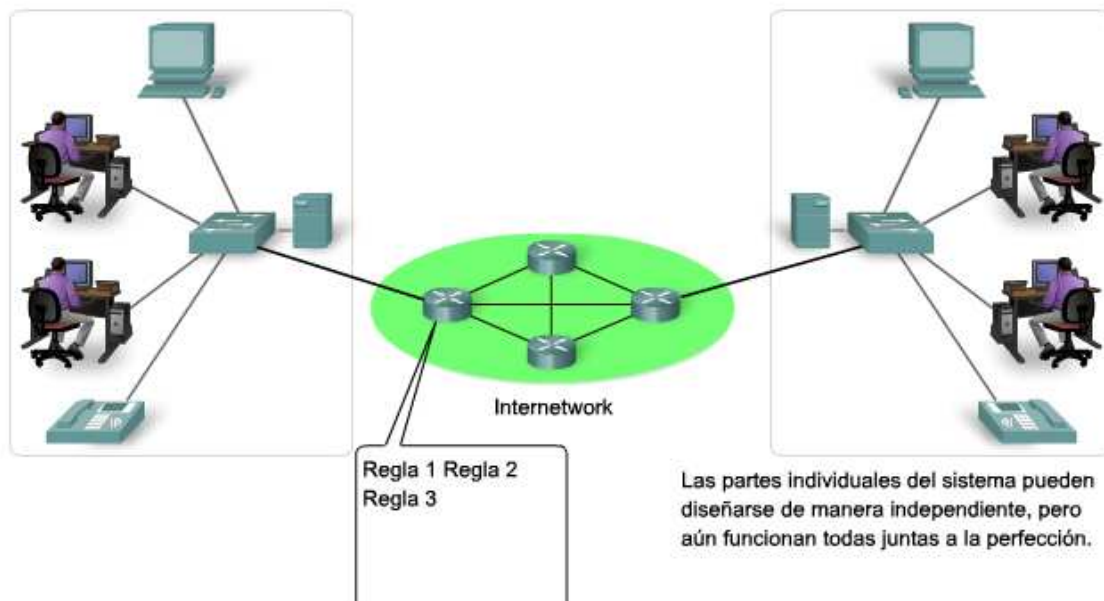 Internetwork
Regla 1 Regla 2
Regla 3
Las partes individuales del sistema pueden
diseñarse de manera independiente, pero
aún funcionan todas juntas a la perfección.